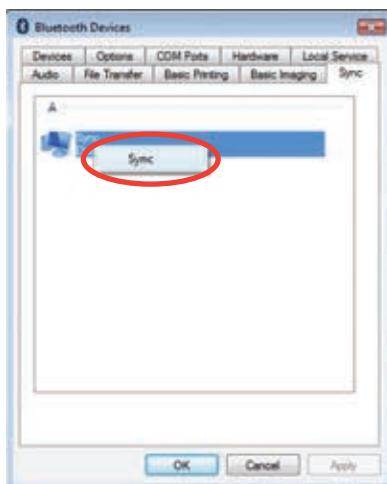 Bluetooth Devices
Devices Options COM Ports Hardware Local Service
Audio File Transfer Basic Printing Basic Imaging Sync
A
Sync
OK Cancel Apply